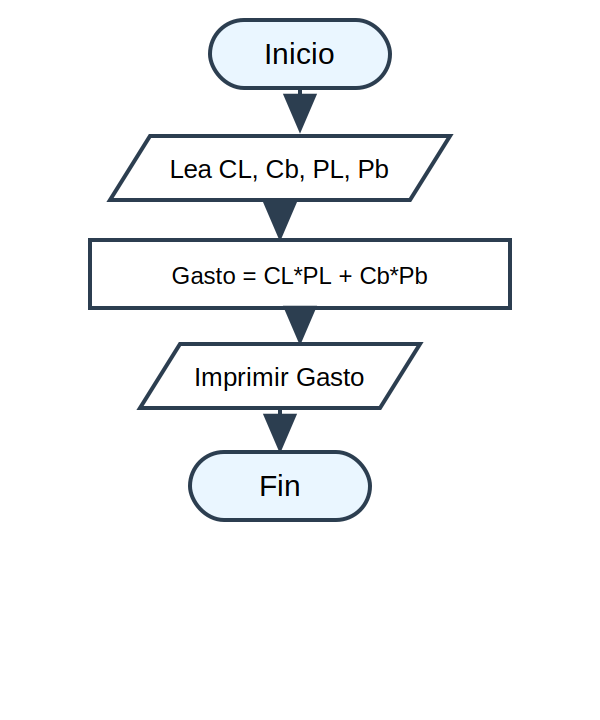 Inicio
Lea CL, Cb, PL, Pb
Gasto = CL*PL + Cb*Pb
Imprimir Gasto
Fin